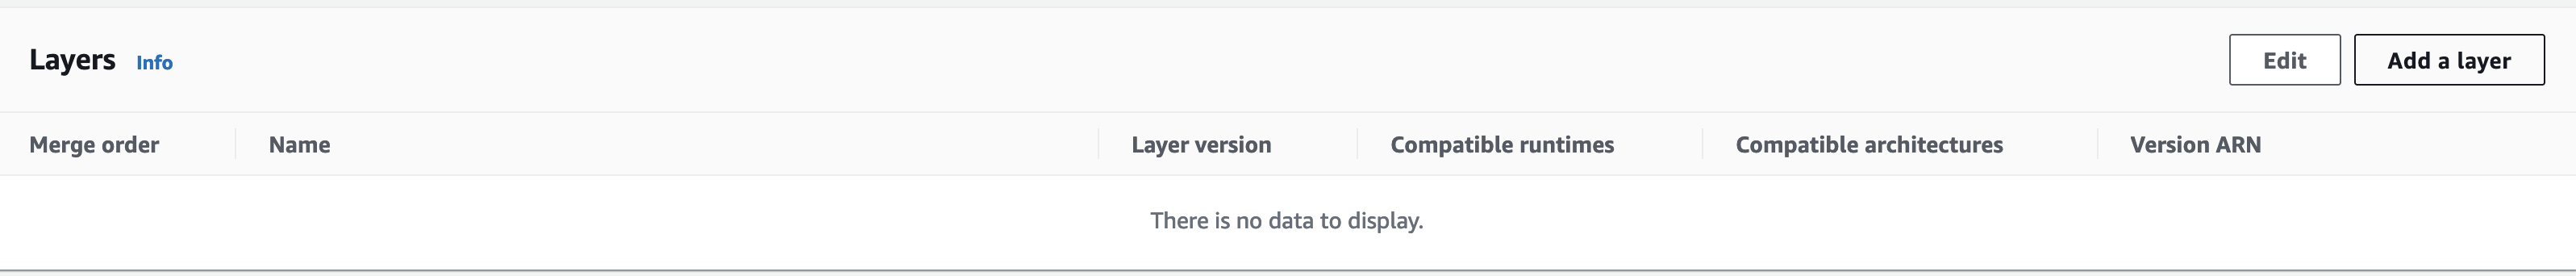 Layers Info Edit Add a layer
Merge order Name Layer version Compatible runtimes Compatible architectures Version ARN
There is no data to display.